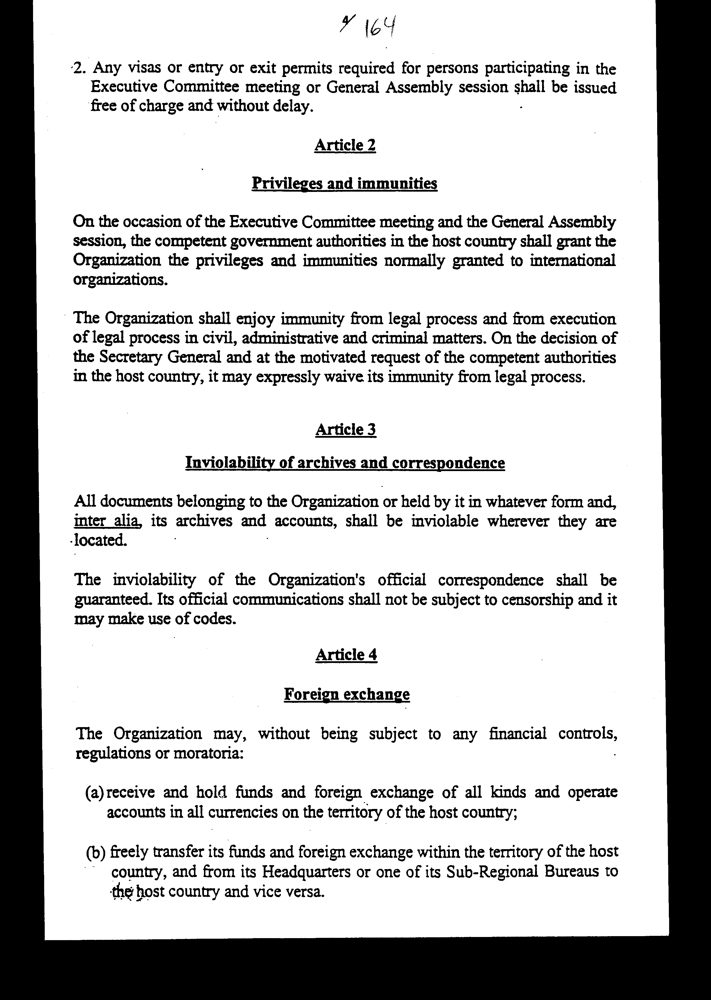 4 164
2. Any visas or entry or exit permits required for persons participating in the
Executive Committee meeting or General Assembly session shall be issued
free of charge and without delay.
Article 2
Privileges and immunities
On the occasion of the Executive Committee meeting and the General Assembly
session, the competent government authorities in the host country shall grant the
Organization the privileges and immunities normally granted to international
organizations.
The Organization shall enjoy immunity from legal process and from execution
of legal process in civil, administrative and criminal matters. On the decision of
the Secretary General and at the motivated request of the competent authorities
in the host country, it may expressly waive its immunity from legal process.
Article 3
Inviolability of archives and correspondence
All documents belonging to the Organization or held by it in whatever form and,
inter alia, its archives and accounts, shall be inviolable wherever they are
located.
The inviolability of the Organization's official correspondence shall be
guaranteed. Its official communications shall not be subject to censorship and it
may make use of codes.
Article 4
Foreign exchange
The Organization may, without being subject to any financial controls,
regulations or moratoria:
(a) receive and hold funds and foreign exchange of all kinds and operate
accounts in all currencies on the territory of the host country;
(b) freely transfer its funds and foreign exchange within the territory of the host
country, and from its Headquarters or one of its Sub-Regional Bureaus to
the host country and vice versa.